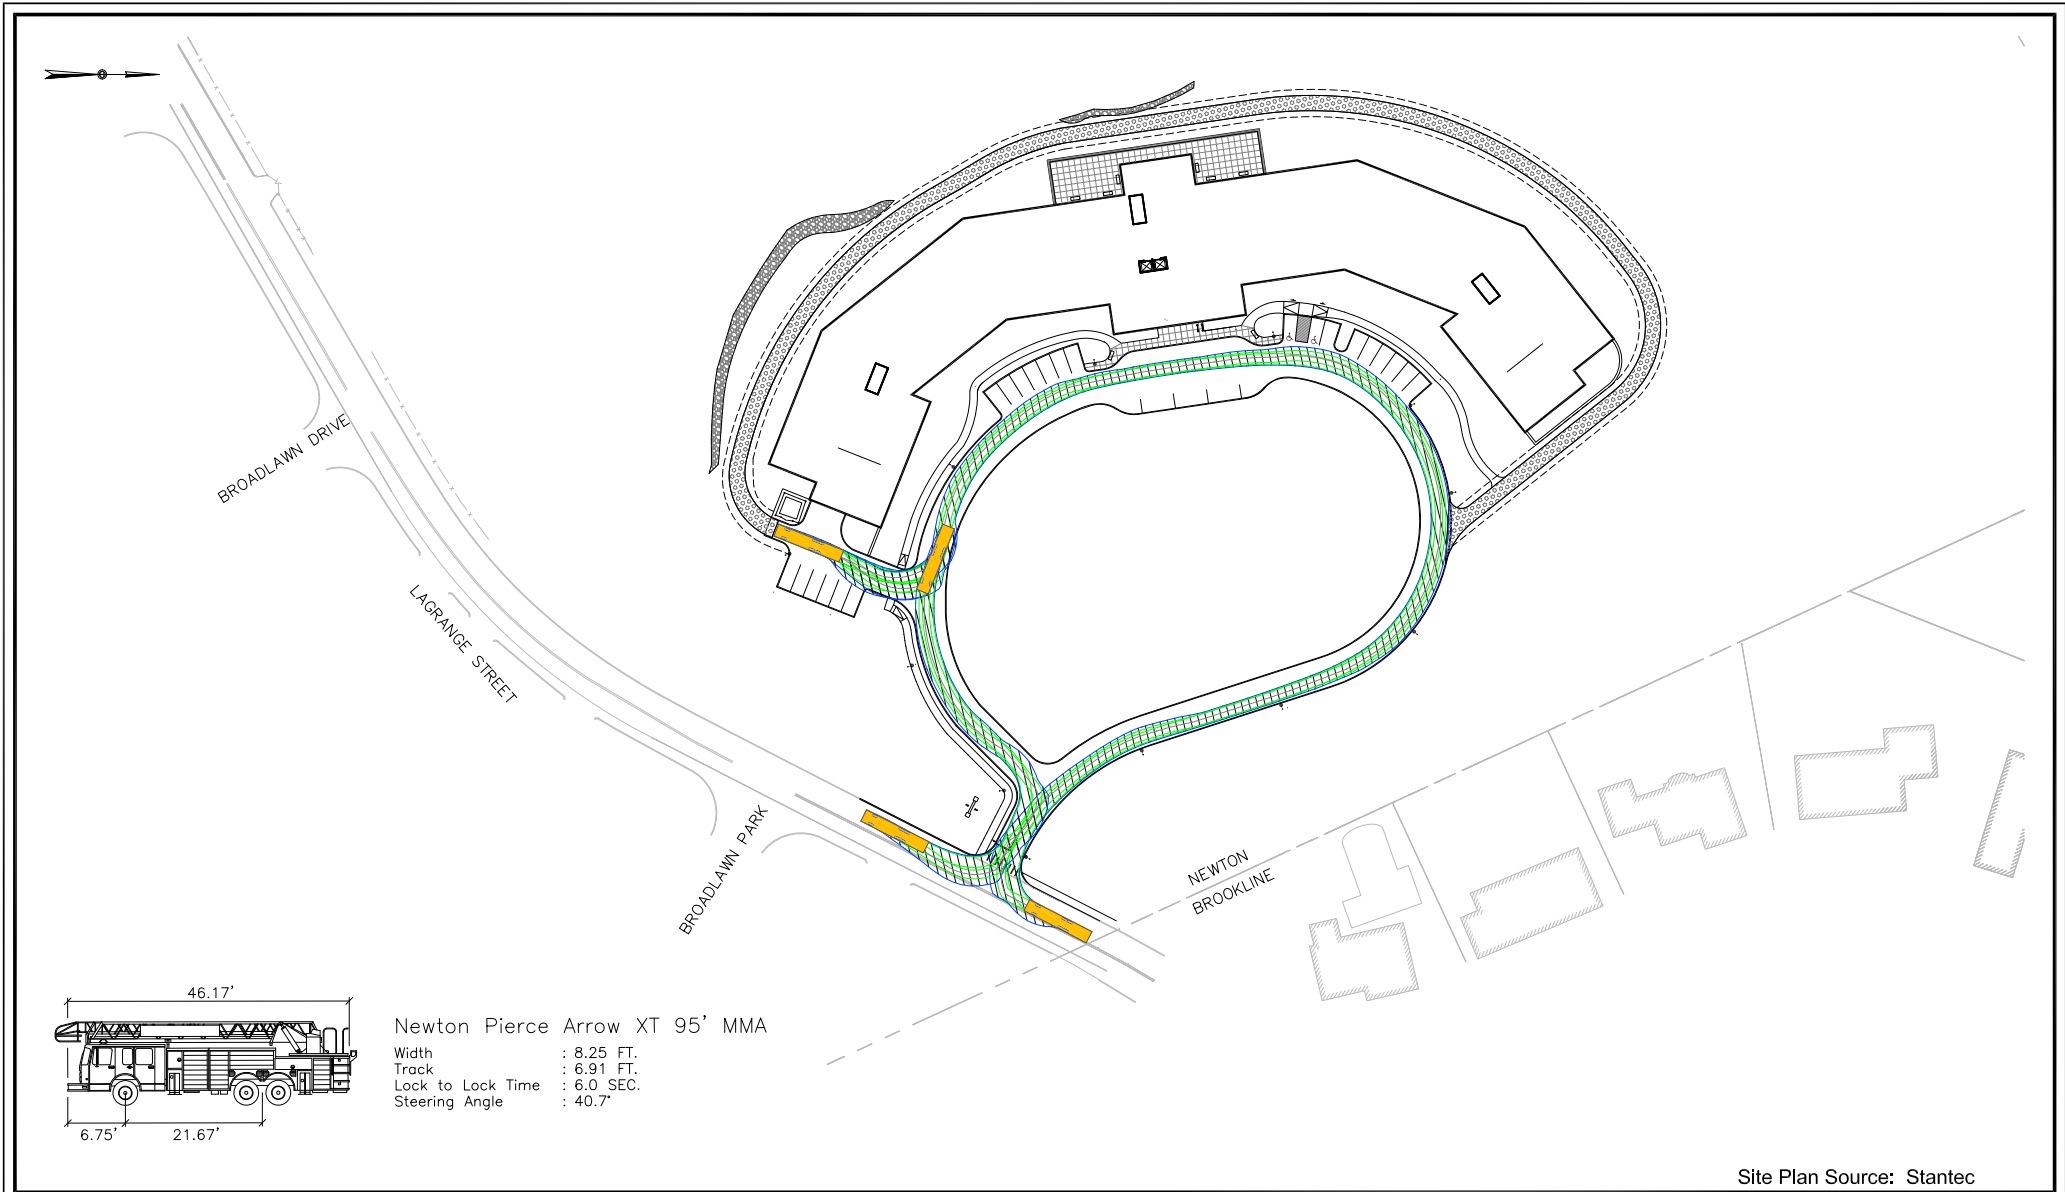 BROADLAWN DRIVE
LAGRANGE STREET
BROADLAWN PARK
NEWTON
BROOKLINE
46.17'
6.75'
21.67'
Newton Pierce Arrow XT 95' MMA
Width : 8.25 FT.
Track : 6.91 FT.
Lock to Lock Time : 6.0 SEC.
Steering Angle : 40.7°
Site Plan Source: Stantec